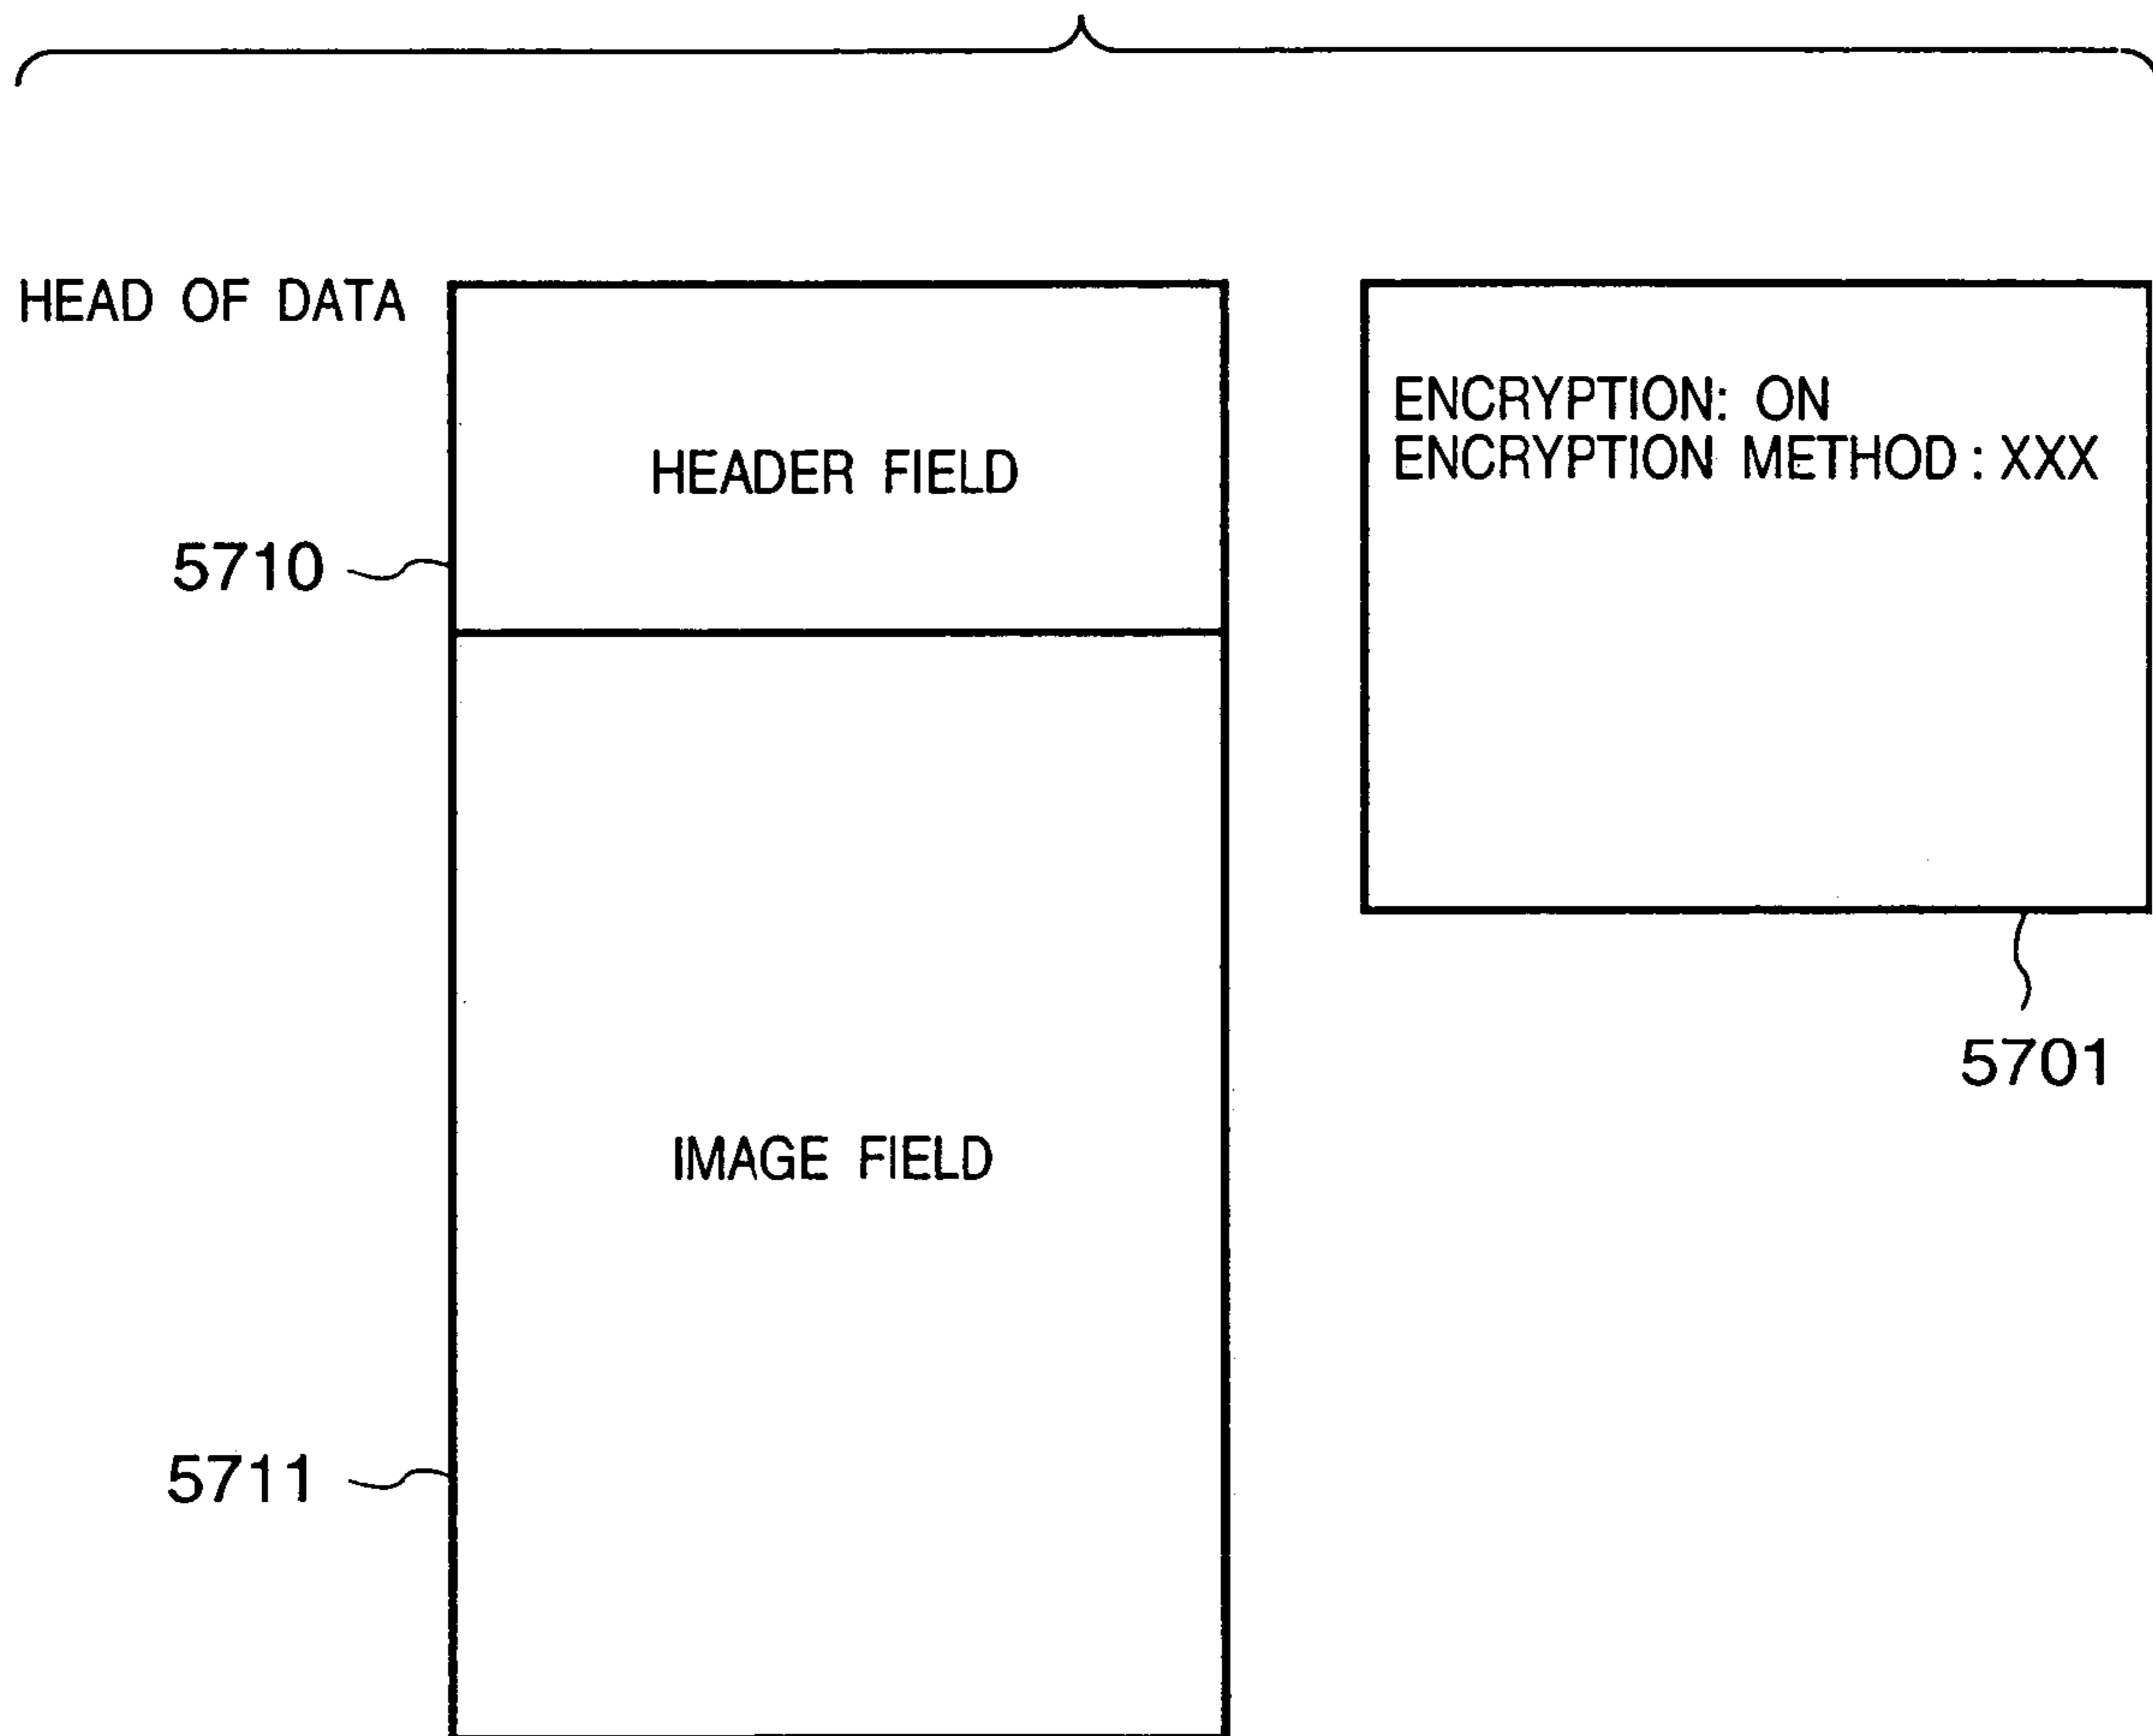 HEAD OF DATA
HEADER FIELD
5710
IMAGE FIELD
5711
ENCRYPTION: ON
ENCRYPTION METHOD : XXX
5701